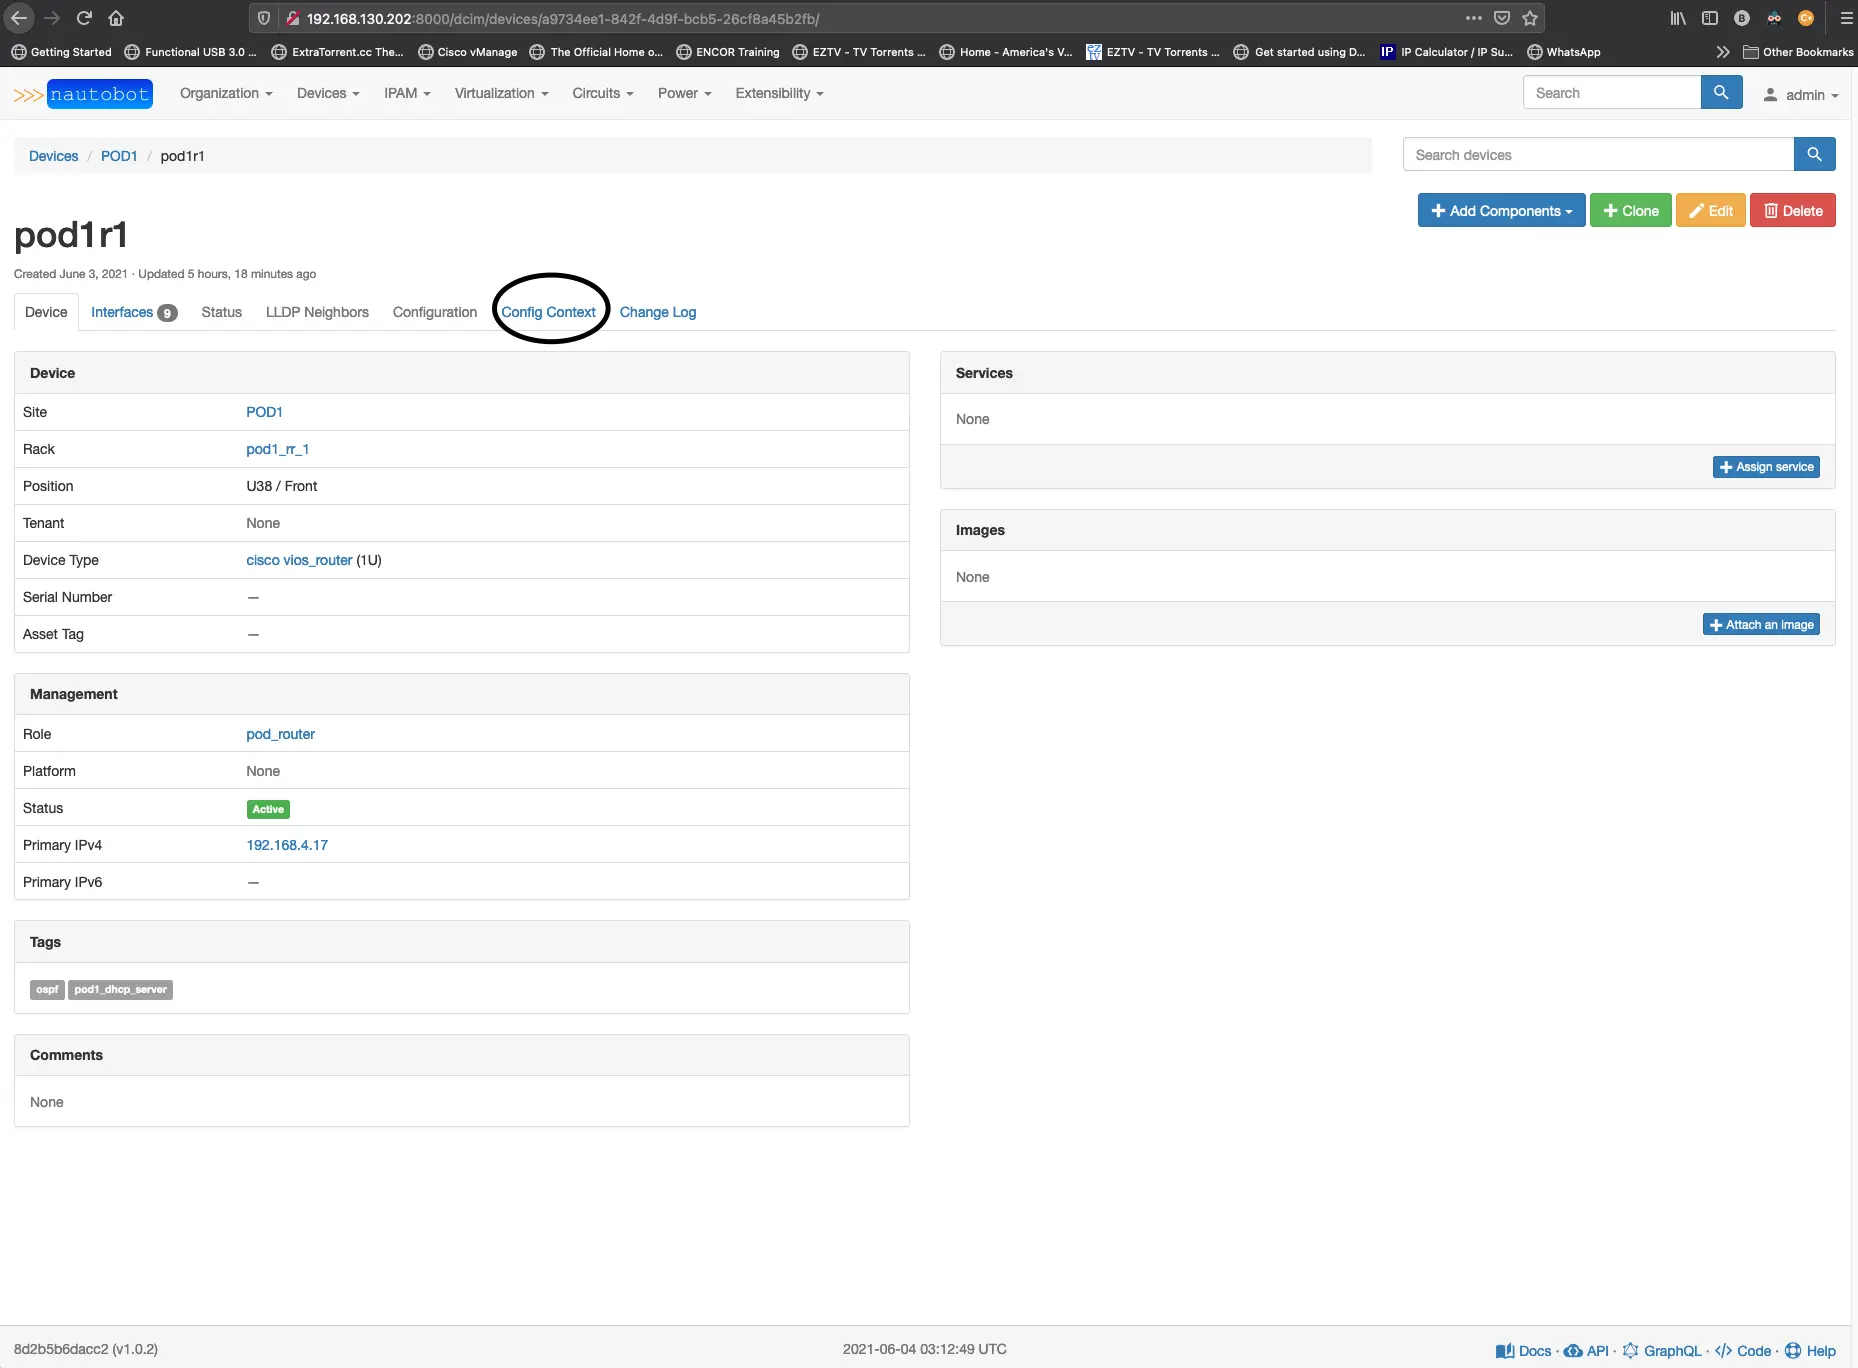 192.168.130.202:8000/dcim/devices/a9734ee1-842f-4d9f-bcb5-26cf8a45b2fb/
Getting Started Functional USB 3.0 ... ExtraTorrent.cc The... Cisco vManage The Official Home o... ENCOR Training EZTV - TV Torrents ... Home - America's V... EZTV - TV Torrents ... Get started using D... IP IP Calculator / IP Su... WhatsApp Other Bookmarks
>>> nautobot Organization Devices IPAM Virtualization Circuits Power Extensibility Search admin
Devices / POD1 / pod1r1 Search devices
Add Components Clone Edit Delete
pod1r1
Created June 3, 2021 · Updated 5 hours, 18 minutes ago
Device Interfaces 9 Status LLDP Neighbors Configuration Config Context Change Log
Device
Site POD1
Rack pod1_rr_1
Position U38 / Front
Tenant None
Device Type cisco vios_router (1U)
Serial Number —
Asset Tag —
Management
Role pod_router
Platform None
Status Active
Primary IPv4 192.168.4.17
Primary IPv6 —
Tags
ospf pod1_dhcp_server
Comments
None
Services
None
Assign service
Images
None
Attach an image
8d2b5b6dacc2 (v1.0.2) 2021-06-04 03:12:49 UTC Docs · API · GraphQL · Code · Help